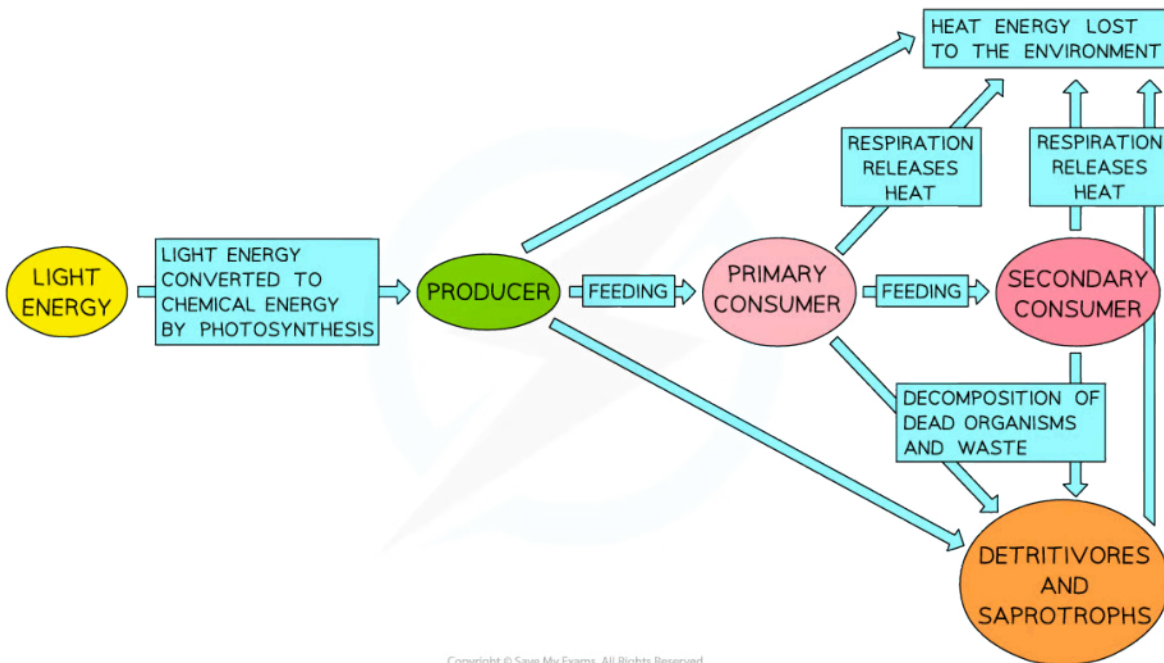 HEAT ENERGY LOST
TO THE ENVIRONMENT
RESPIRATION
RELEASES
HEAT
RESPIRATION
RELEASES
HEAT
LIGHT
ENERGY
LIGHT ENERGY
CONVERTED TO
CHEMICAL ENERGY
BY PHOTOSYNTHESIS
PRODUCER
FEEDING
PRIMARY
CONSUMER
FEEDING
SECONDARY
CONSUMER
DECOMPOSITION OF
DEAD ORGANISMS
AND WASTE
DETRITIVORES
AND
SAPROTROPHS
Copyright © Save My Exams. All Rights Reserved